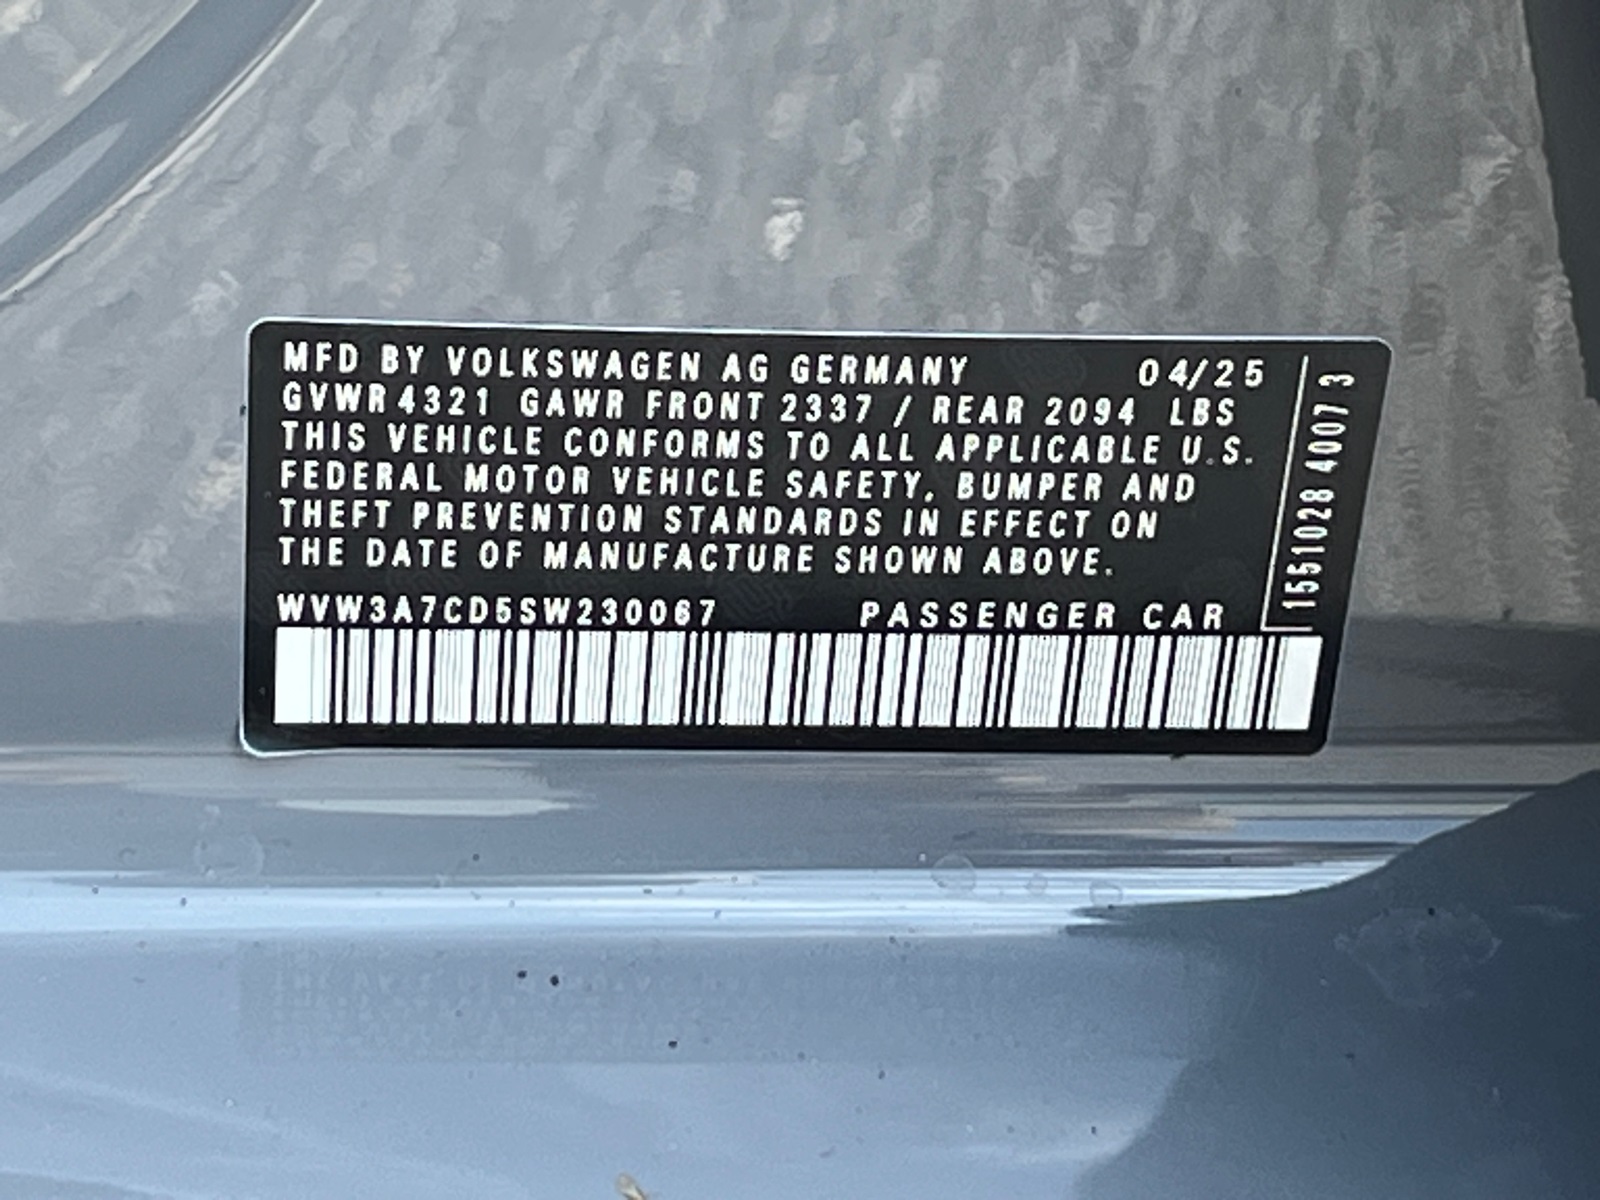 MFD BY VOLKSWAGEN AG GERMANY 04/25
GVWR 4321 GAWR FRONT 2337 / REAR 2094 LBS
THIS VEHICLE CONFORMS TO ALL APPLICABLE U.S.
FEDERAL MOTOR VEHICLE SAFETY, BUMPER AND
THEFT PREVENTION STANDARDS IN EFFECT ON
THE DATE OF MANUFACTURE SHOWN ABOVE.
WVW3A7CD5SW230067 PASSENGER CAR
1551028 4007 3